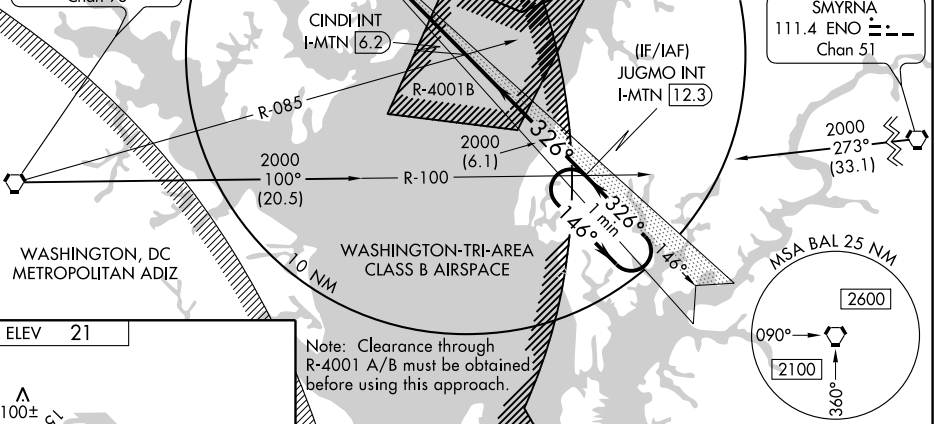 SMYRNA
111.4 ENO
Chan 51
CINDI INT
I-MTN 6.2
(IF/IAF)
JUGMO INT
I-MTN 12.3
R-4001B
R-085
326°
2000
(6.1)
2000
273°
(33.1)
2000
100°
(20.5)
R-100
326°
1 min
146°
146°
WASHINGTON, DC
METROPOLITAN ADIZ
WASHINGTON-TRI-AREA
CLASS B AIRSPACE
10 NM
MSA BAL 25 NM
2600
090°
2100
360°
ELEV 21
Note: Clearance through
R-4001 A/B must be obtained
before using this approach.
100±